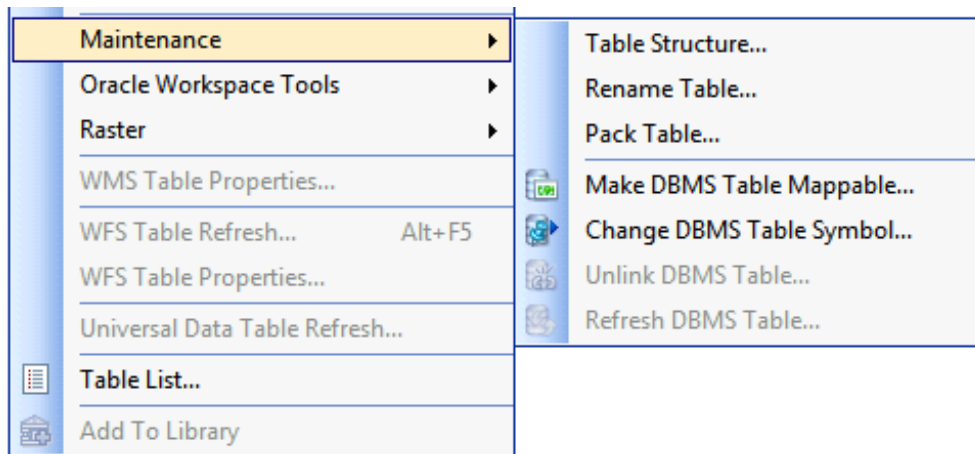 Maintenance
Oracle Workspace Tools
Raster
WMS Table Properties...
WFS Table Refresh... Alt+F5
WFS Table Properties...
Universal Data Table Refresh...
Table List...
Add To Library
Table Structure...
Rename Table...
Pack Table...
Make DBMS Table Mappable...
Change DBMS Table Symbol...
Unlink DBMS Table...
Refresh DBMS Table...